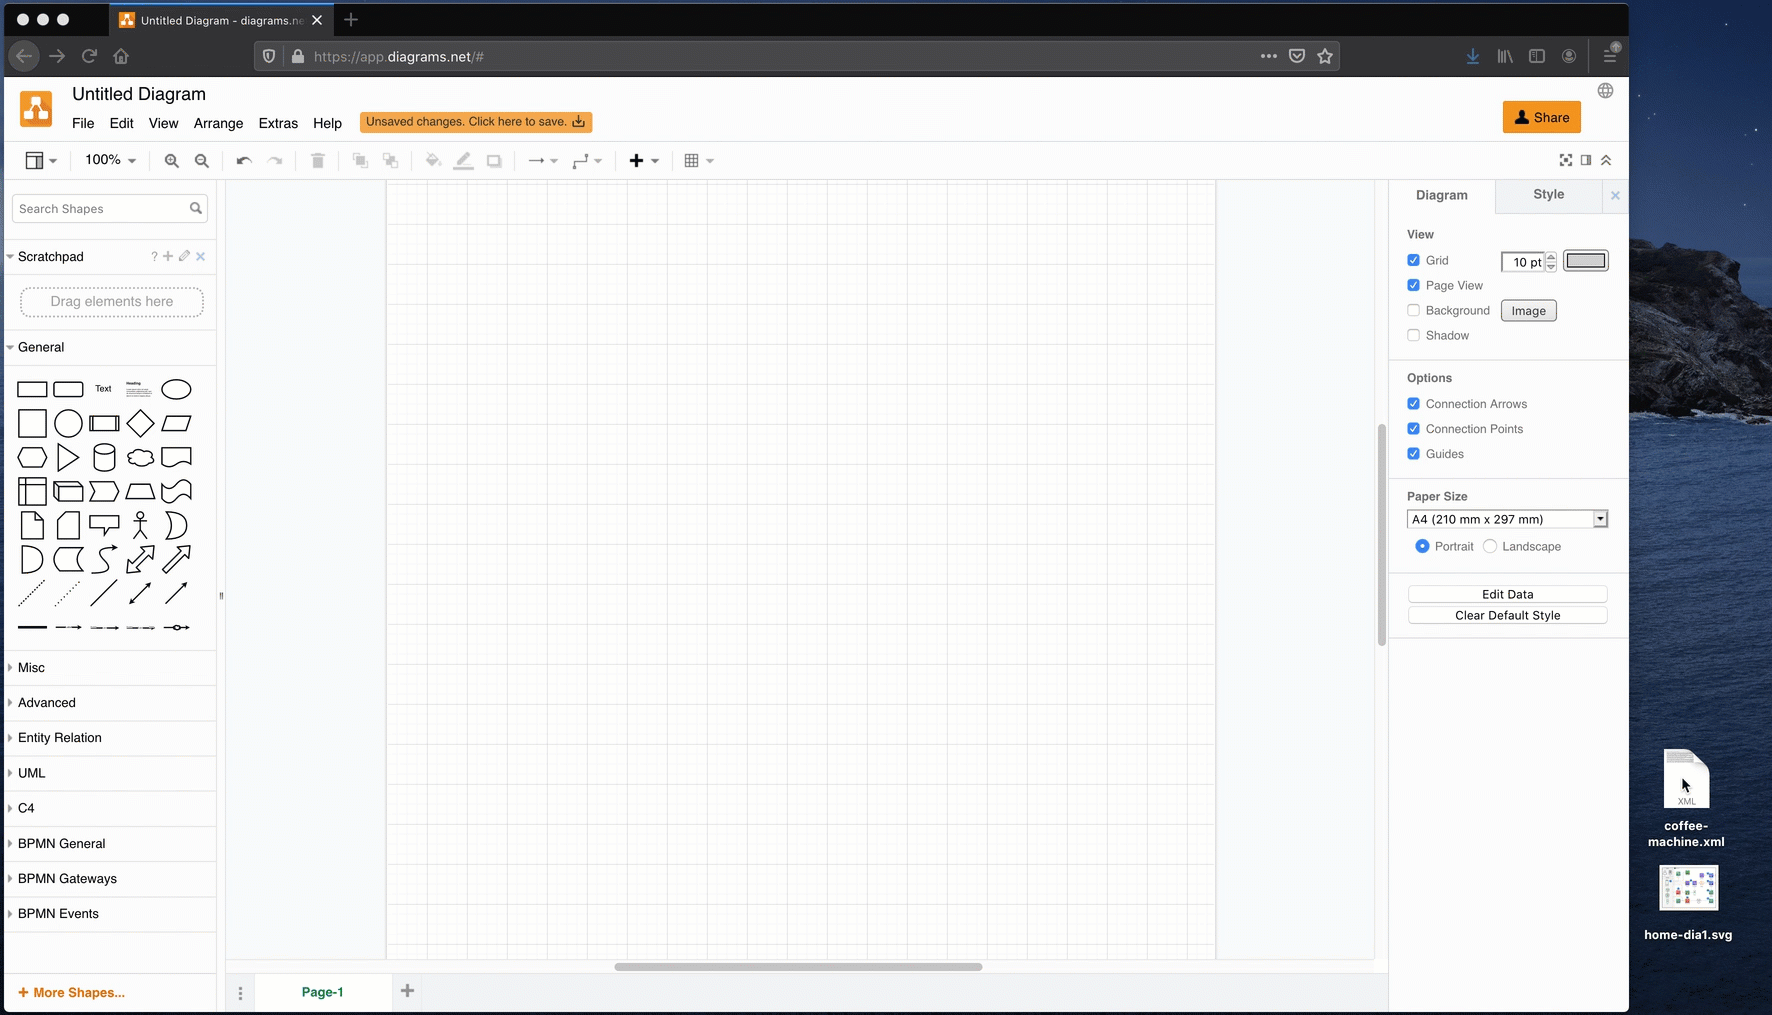 Untitled Diagram - diagrams.ne
https://app.diagrams.net/#
Untitled Diagram
File Edit View Arrange Extras Help Unsaved changes. Click here to save.
Share
100%
Search Shapes
Scratchpad ?
Drag elements here
General
Text
Heading
Misc
Advanced
Entity Relation
UML
C4
BPMN General
BPMN Gateways
BPMN Events
+ More Shapes...
Page-1
Diagram Style
View
Grid 10 pt
Page View
Background Image
Shadow
Options
Connection Arrows
Connection Points
Guides
Paper Size
A4 (210 mm x 297 mm)
Portrait Landscape
Edit Data
Clear Default Style
XML
coffee-
machine.xml
home-dia1.svg